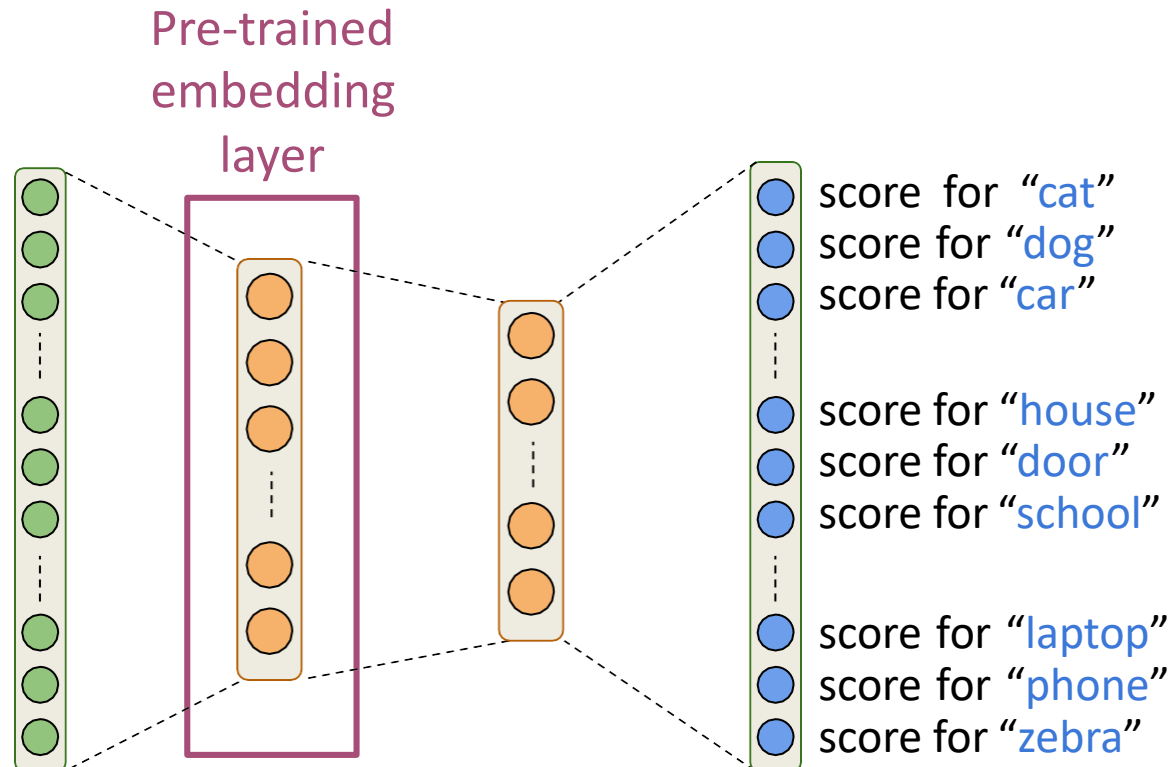 Pre-trained
embedding
layer
score for “cat”
score for “dog”
score for “car”
score for “house”
score for “door”
score for “school”
score for “laptop”
score for “phone”
score for “zebra”